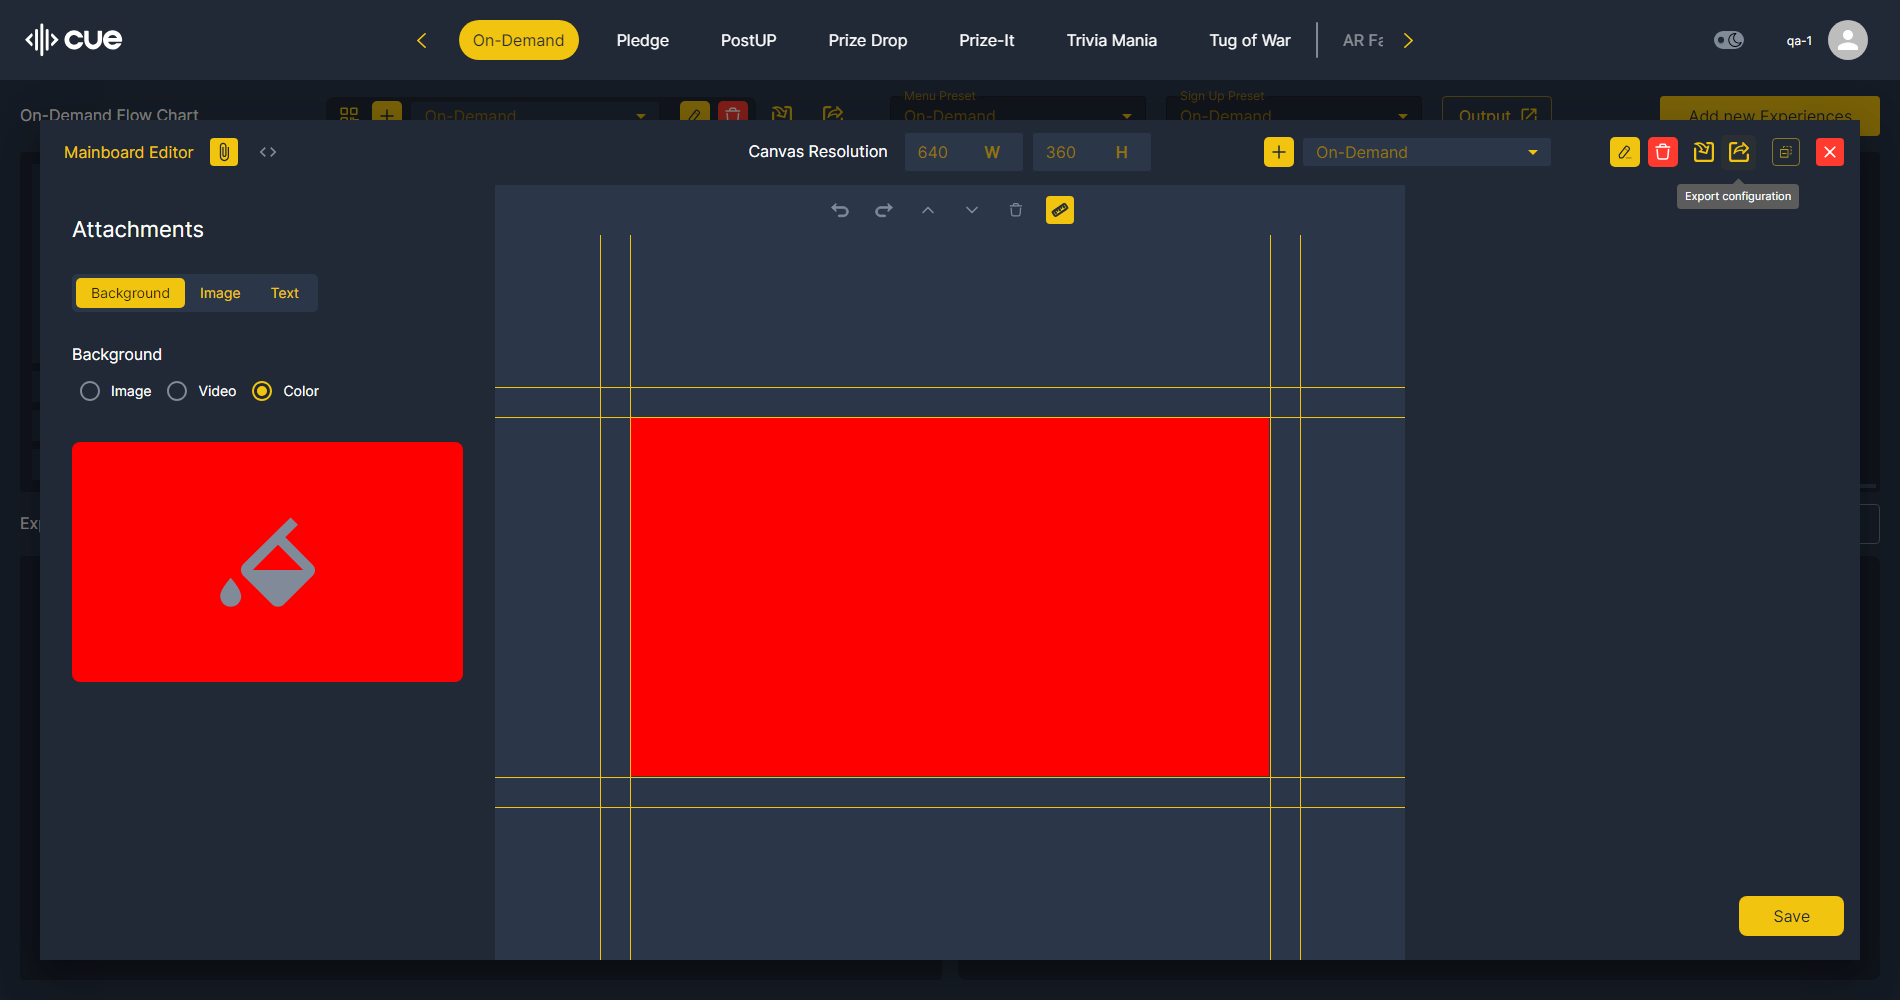 cue
On-Demand
Pledge
PostUP
Prize Drop
Prize-It
Trivia Mania
Tug of War
AR Fa
qa-1
On-Demand Flow Chart
On-Demand
Menu Preset
On-Demand
Sign Up Preset
On-Demand
Output
Add new Experiences
Mainboard Editor
Canvas Resolution
640 W
360 H
On-Demand
Export configuration
Attachments
Background
Image
Text
Background
Image
Video
Color
Exp
Save